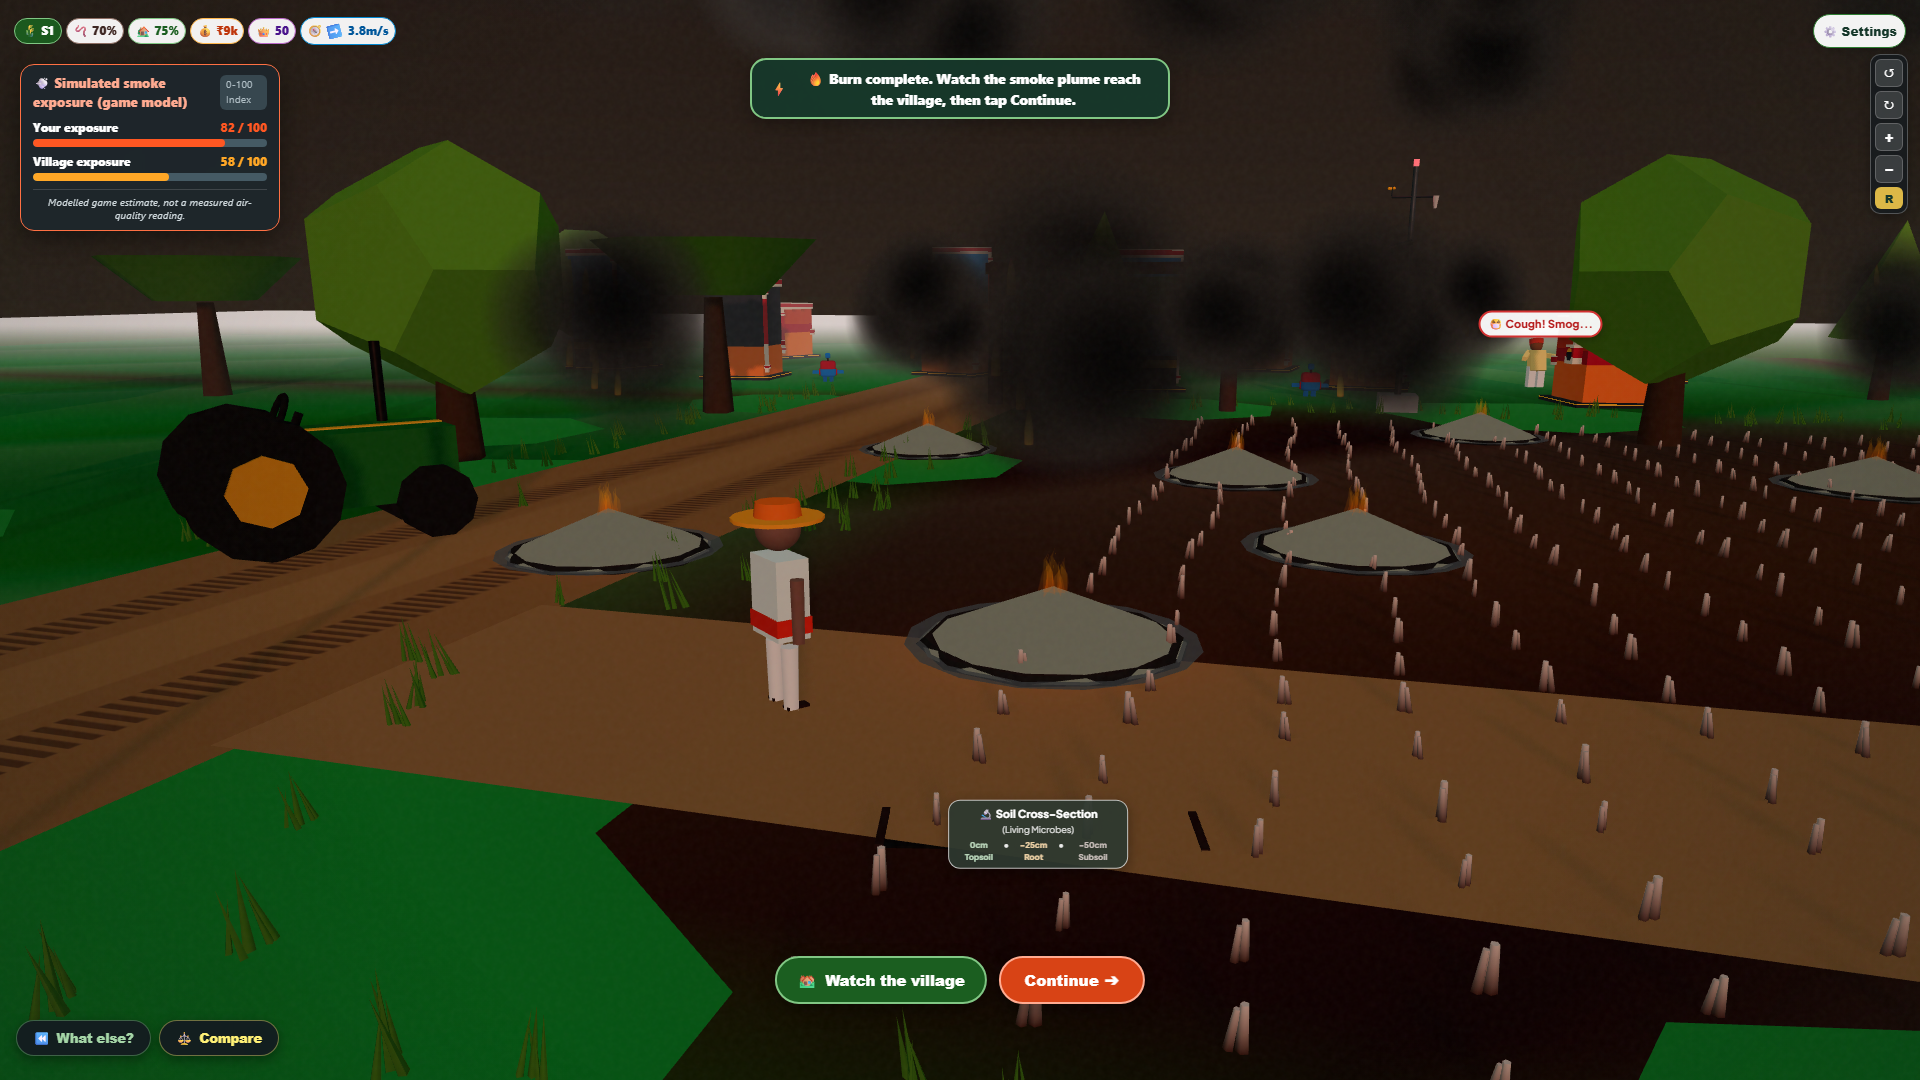 S1
70%
75%
₹9k
50
3.8m/s
Settings
Simulated smoke
exposure (game model)
0-100
Index
Your exposure 82 / 100
Village exposure 58 / 100
Modelled game estimate, not a measured air-
quality reading.
Burn complete. Watch the smoke plume reach
the village, then tap Continue.
R
Cough! Smog...
Soil Cross-Section
(Living Microbes)
0cm • -25cm • -50cm
Topsoil Root Subsoil
Watch the village
Continue →
What else?
Compare